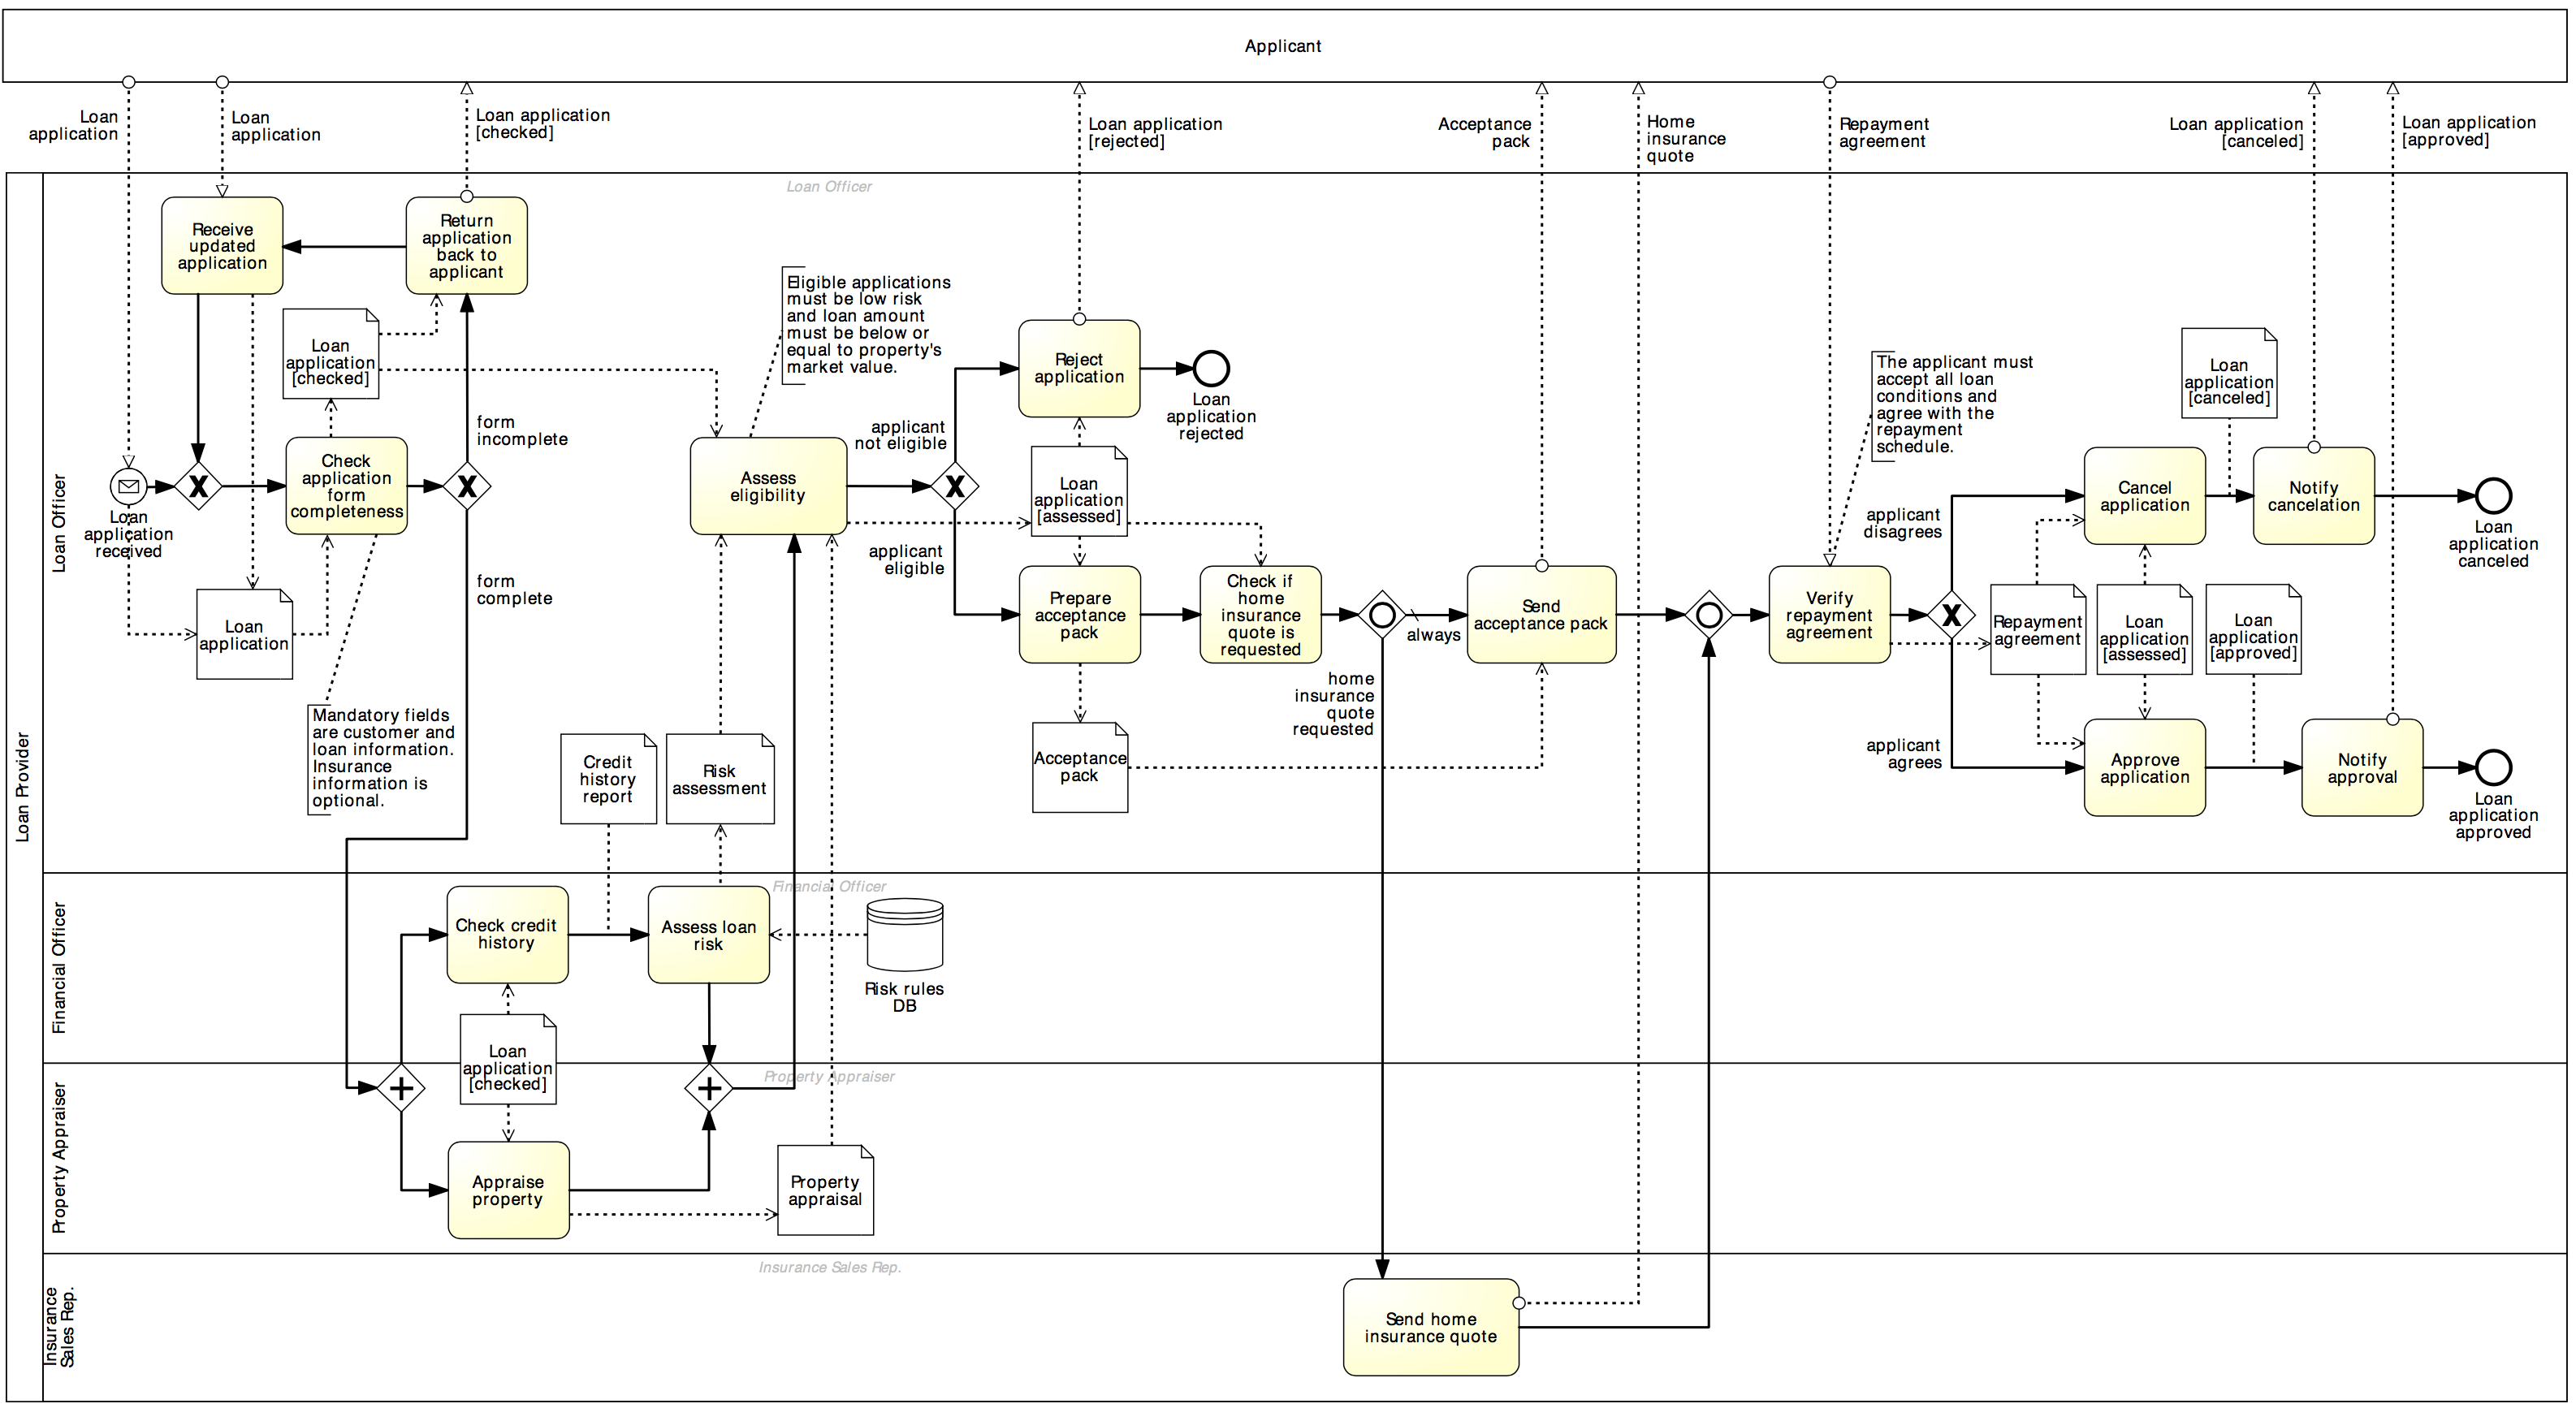 Applicant
Loan
application
Loan
application
Loan application
[checked]
Loan application
[rejected]
Acceptance
pack
Home
insurance
quote
Repayment
agreement
Loan application
[canceled]
Loan application
[approved]
Loan Provider
Loan Officer
Loan Officer
Receive
updated
application
Return
application
back to
applicant
Loan
application
[checked]
Eligible applications
must be low risk
and loan amount
must be below or
equal to property's
market value.
Reject
application
Loan
application
rejected
form
incomplete
applicant
not eligible
Loan
application
received
Check
application
form
completeness
Assess
eligibility
Loan
application
[assessed]
applicant
eligible
form
complete
Loan
application
Mandatory fields
are customer and
loan information.
Insurance
information is
optional.
Prepare
acceptance
pack
Check if
home
insurance
quote is
requested
always
Send
acceptance pack
home
insurance
quote
requested
Acceptance
pack
Verify
repayment
agreement
The applicant must
accept all loan
conditions and
agree with the
repayment
schedule.
applicant
disagrees
applicant
agrees
Loan
application
[canceled]
Cancel
application
Notify
cancelation
Loan
application
canceled
Repayment
agreement
Loan
application
[assessed]
Loan
application
[approved]
Approve
application
Notify
approval
Loan
application
approved
Credit
history
report
Risk
assessment
Financial Officer
Financial Officer
Check credit
history
Assess loan
risk
Risk rules
DB
Loan
application
[checked]
Property Appraiser
Property Appraiser
Appraise
property
Property
appraisal
Insurance
Sales Rep.
Insurance Sales Rep.
Send home
insurance quote